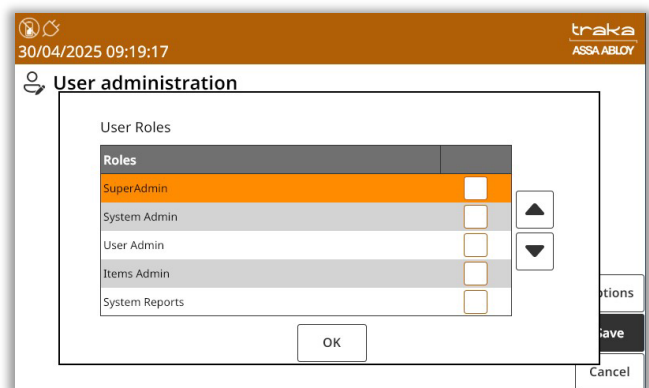 traka
30/04/2025 09:19:17
ASSA ABLOY
User administration
User Roles
Roles
SuperAdmin
System Admin
User Admin
Items Admin
System Reports
OK
ptions
ave
Cancel